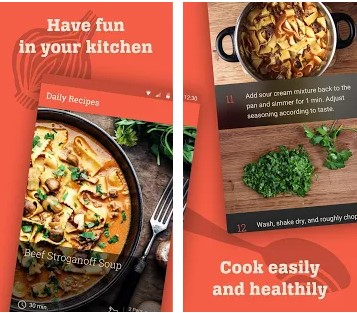 Have fun
in your kitchen
Daily Recipes
12:30
Beef Stroganoff Soup
30 min
11
Add sour cream mixture back to the
pan and simmer for 1 min. Adjust
seasoning according to taste.
12
Wash, shake dry, and roughly chop
Cook easily
and healthily